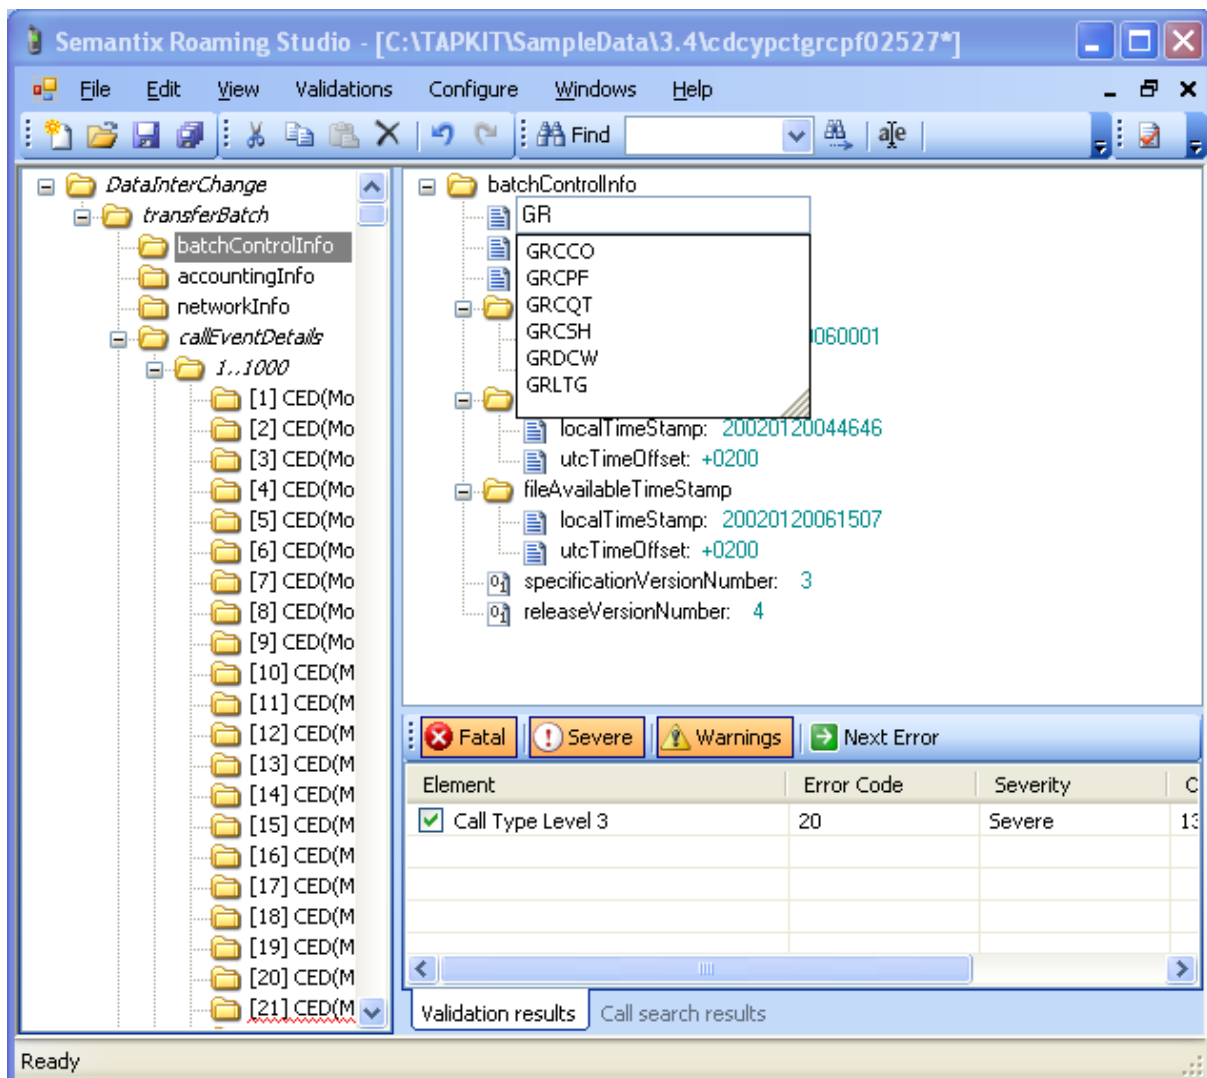 Semantix Roaming Studio - [C:\TAPKIT\SampleData\3.4\cdcypctgrcpf02527*]
File Edit View Validations Configure Windows Help
Find a|e
DataInterChange
transferBatch
batchControlInfo
accountingInfo
networkInfo
callEventDetails
1..1000
[1] CED(Mo
[2] CED(Mo
[3] CED(Mo
[4] CED(Mo
[5] CED(Mo
[6] CED(Mo
[7] CED(Mo
[8] CED(Mo
[9] CED(Mo
[10] CED(M
[11] CED(M
[12] CED(M
[13] CED(M
[14] CED(M
[15] CED(M
[16] CED(M
[17] CED(M
[18] CED(M
[19] CED(M
[20] CED(M
[21] CED(M
batchControlInfo
GR
GRCCO
GRCPF
GRCQT
GRCSH
GRDCW
GRLTG
060001
localTimeStamp: 20020120044646
utcTimeOffset: +0200
fileAvailableTimeStamp
localTimeStamp: 20020120061507
utcTimeOffset: +0200
specificationVersionNumber: 3
releaseVersionNumber: 4
Fatal Severe Warnings Next Error
Element Error Code Severity
Call Type Level 3 20 Severe 13
Validation results Call search results
Ready